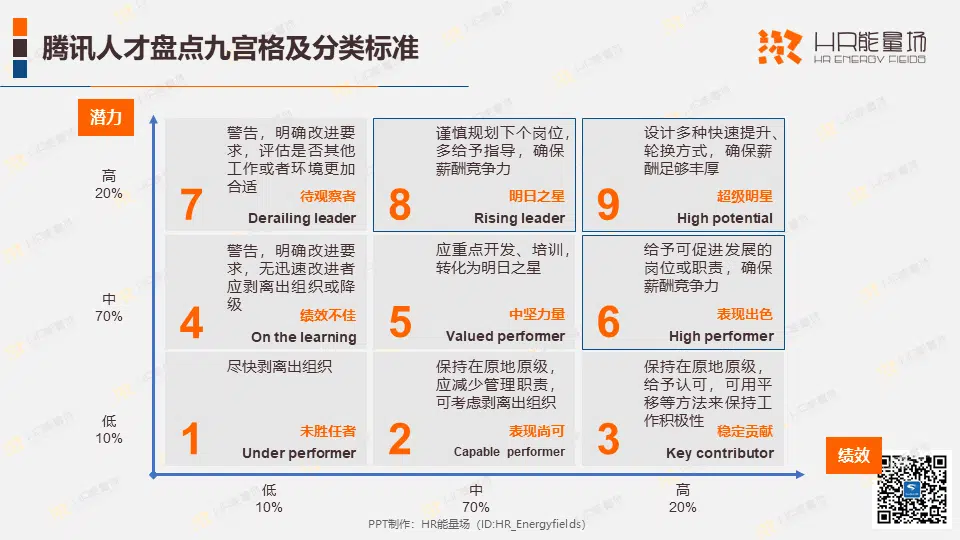 腾讯人才盘点九宫格及分类标准
HR能量场
HR ENERGY FIELDS
潜力
高
20%
警告，明确改进要
求，评估是否其他
工作或者环境更加
合适
7
待观察者
Derailing leader
谨慎规划下个岗位，
多给予指导，确保
薪酬竞争力
8
明日之星
Rising leader
设计多种快速提升、
轮换方式，确保薪
酬足够丰厚
9
超级明星
High potential
中
70%
警告，明确改进要
求，无迅速改进者
应剥离出组织或降
级
4
绩效不佳
On the learning
应重点开发、培训，
转化为明日之星
5
中坚力量
Valued performer
给予可促进发展的
岗位或职责，确保
薪酬竞争力
6
表现出色
High performer
低
10%
尽快剥离出组织
1
未胜任者
Under performer
保持在原地原级，
应减少管理职责，
可考虑剥离出组织
2
表现尚可
Capable performer
保持在原地原级，
给予认可，可用平
移等方法来保持工
作积极性
3
稳定贡献
Key contributor
绩效
低
10%
中
70%
高
20%
PPT制作：HR能量场（ID:HR_Energyfields）